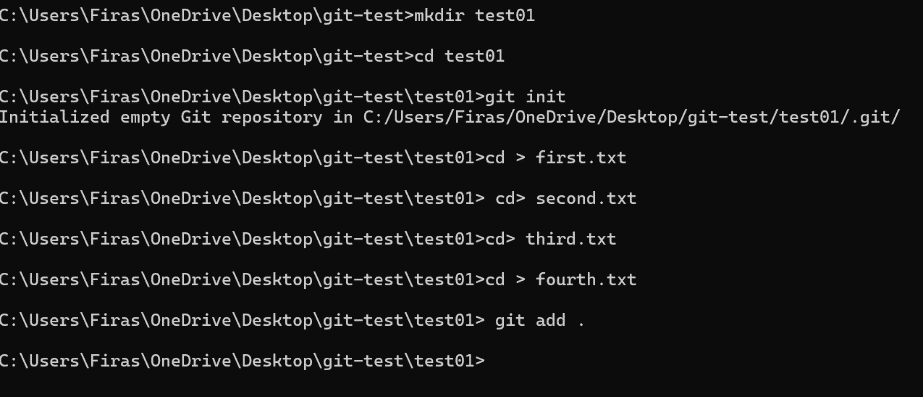 C:\Users\Firas\OneDrive\Desktop\git-test>mkdir test01
C:\Users\Firas\OneDrive\Desktop\git-test>cd test01
C:\Users\Firas\OneDrive\Desktop\git-test\test01>git init
Initialized empty Git repository in C:/Users/Firas/OneDrive/Desktop/git-test/test01/.git/
C:\Users\Firas\OneDrive\Desktop\git-test\test01>cd > first.txt
C:\Users\Firas\OneDrive\Desktop\git-test\test01> cd> second.txt
C:\Users\Firas\OneDrive\Desktop\git-test\test01>cd> third.txt
C:\Users\Firas\OneDrive\Desktop\git-test\test01>cd > fourth.txt
C:\Users\Firas\OneDrive\Desktop\git-test\test01> git add .
C:\Users\Firas\OneDrive\Desktop\git-test\test01>